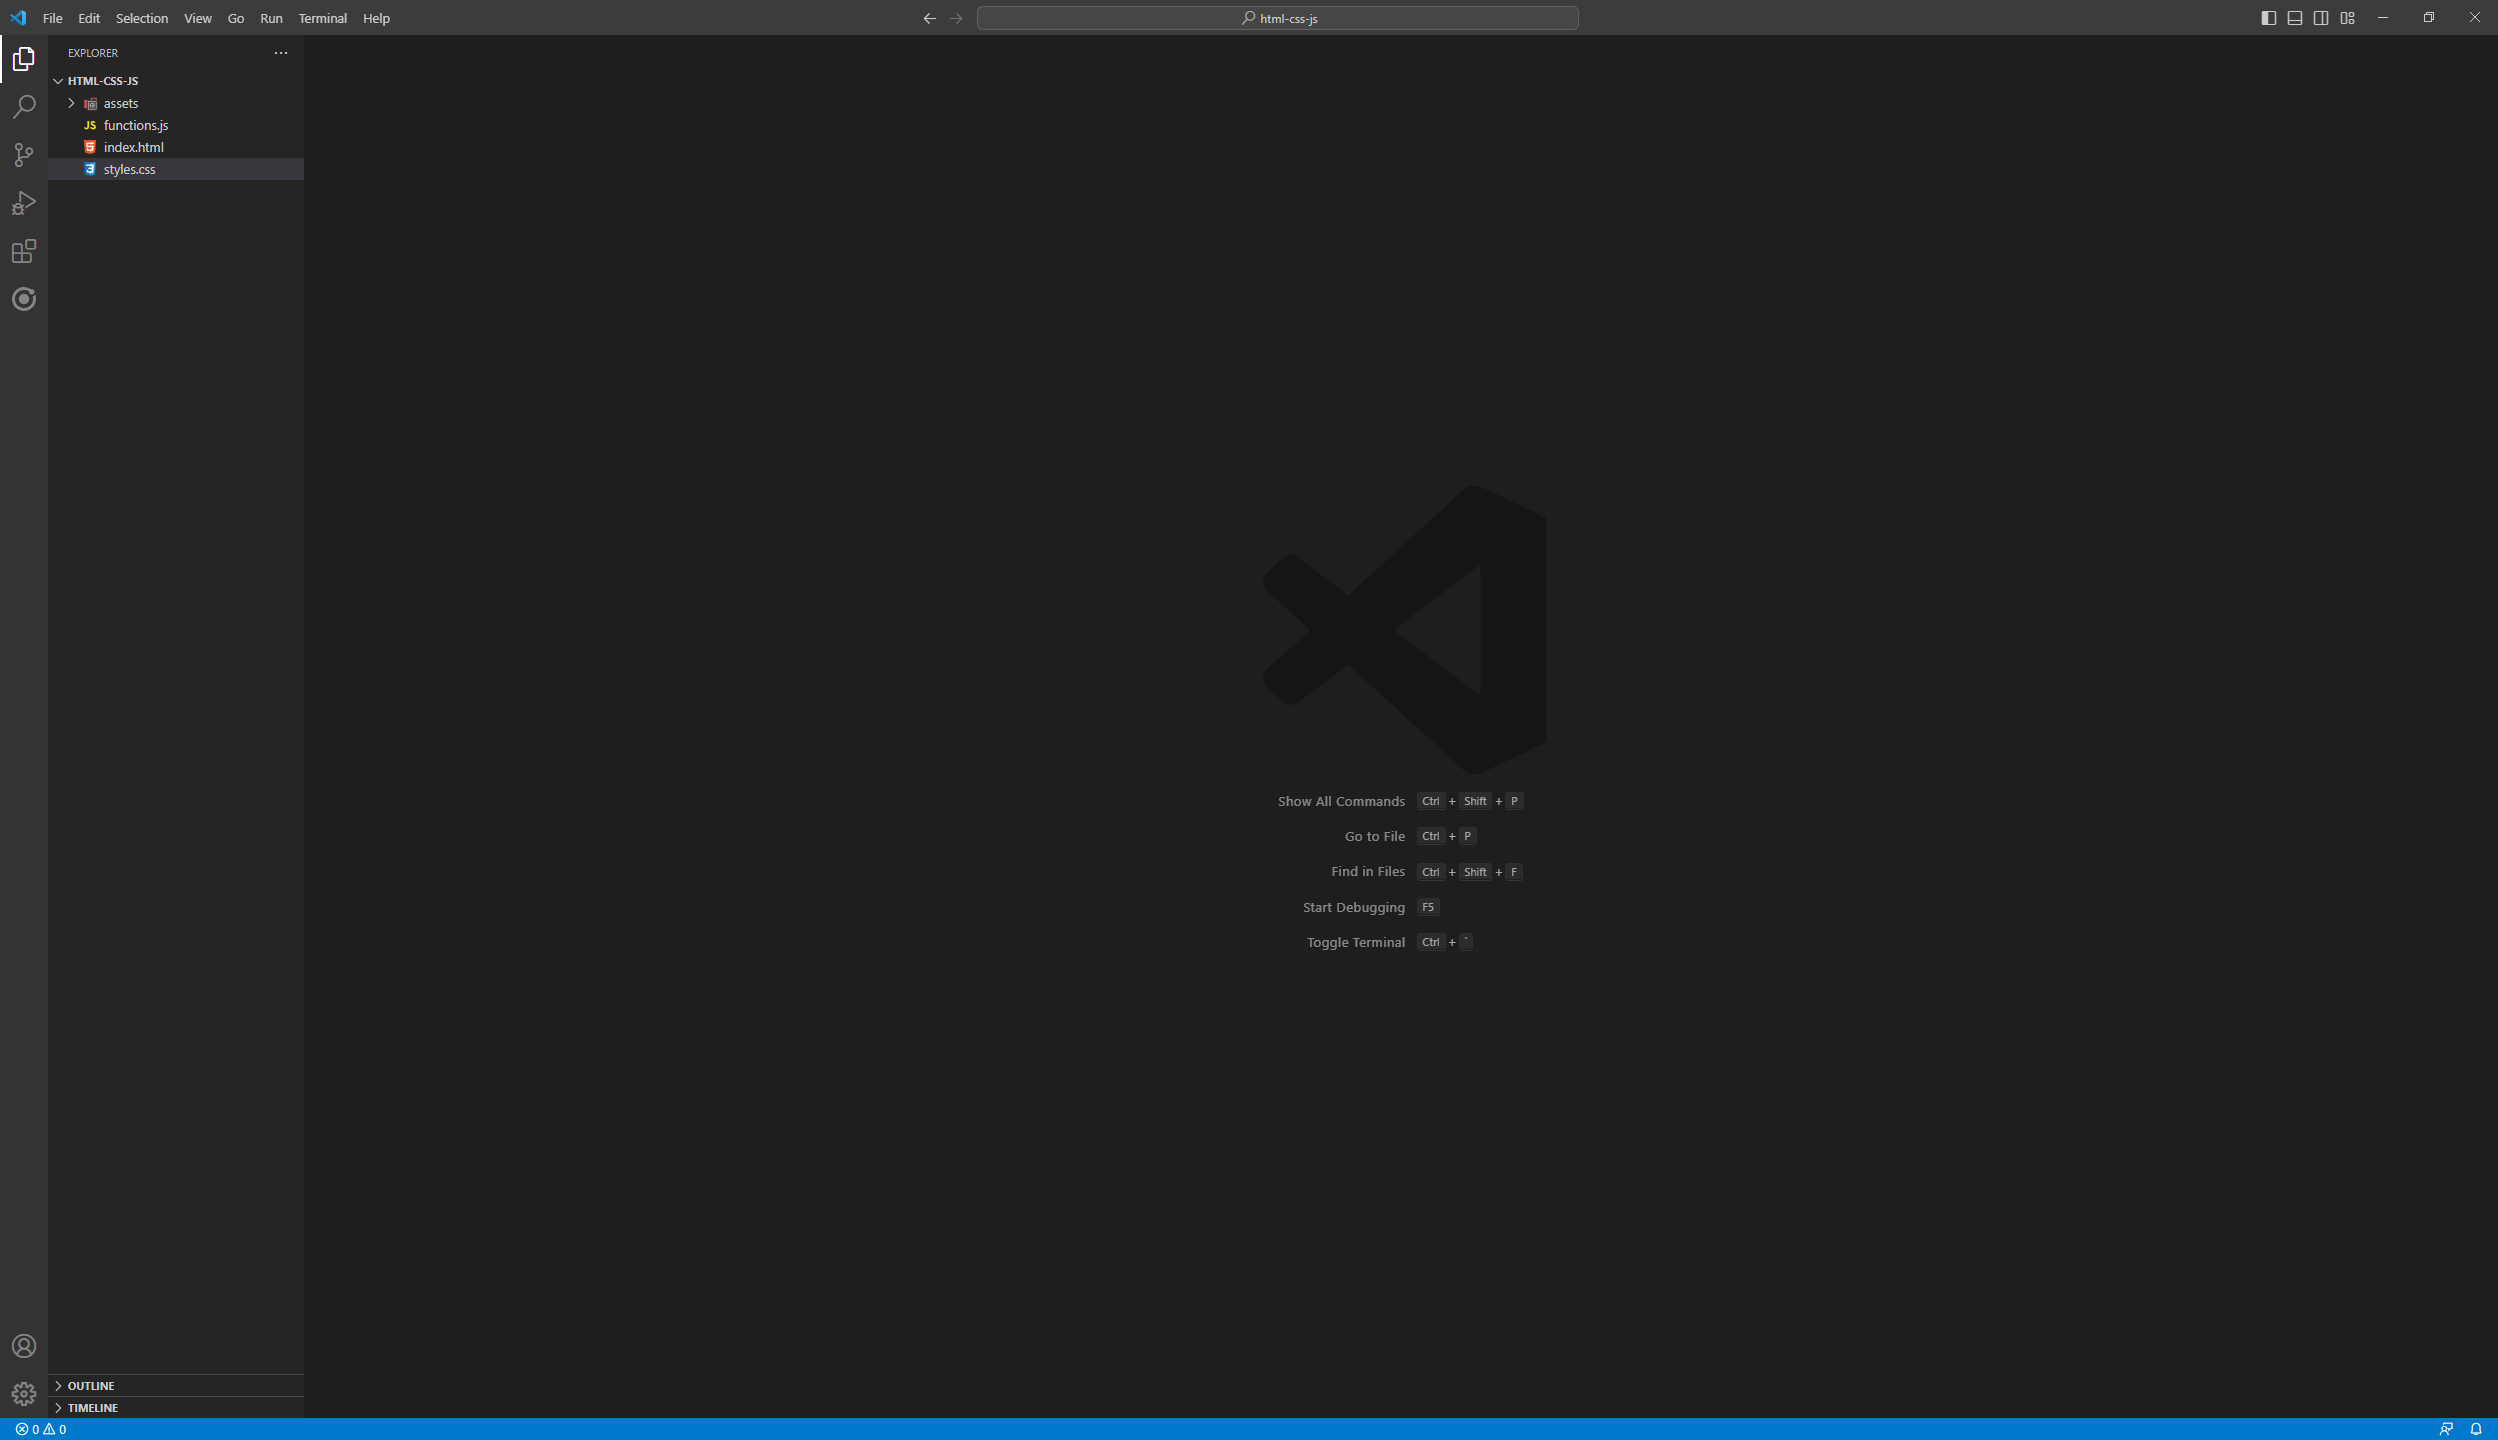 File Edit Selection View Go Run Terminal Help
html-css-js
EXPLORER
HTML-CSS-JS
assets
JS functions.js
index.html
styles.css
Show All Commands Ctrl + Shift + P
Go to File Ctrl + P
Find in Files Ctrl + Shift + F
Start Debugging F5
Toggle Terminal Ctrl + `
OUTLINE
TIMELINE
0 0